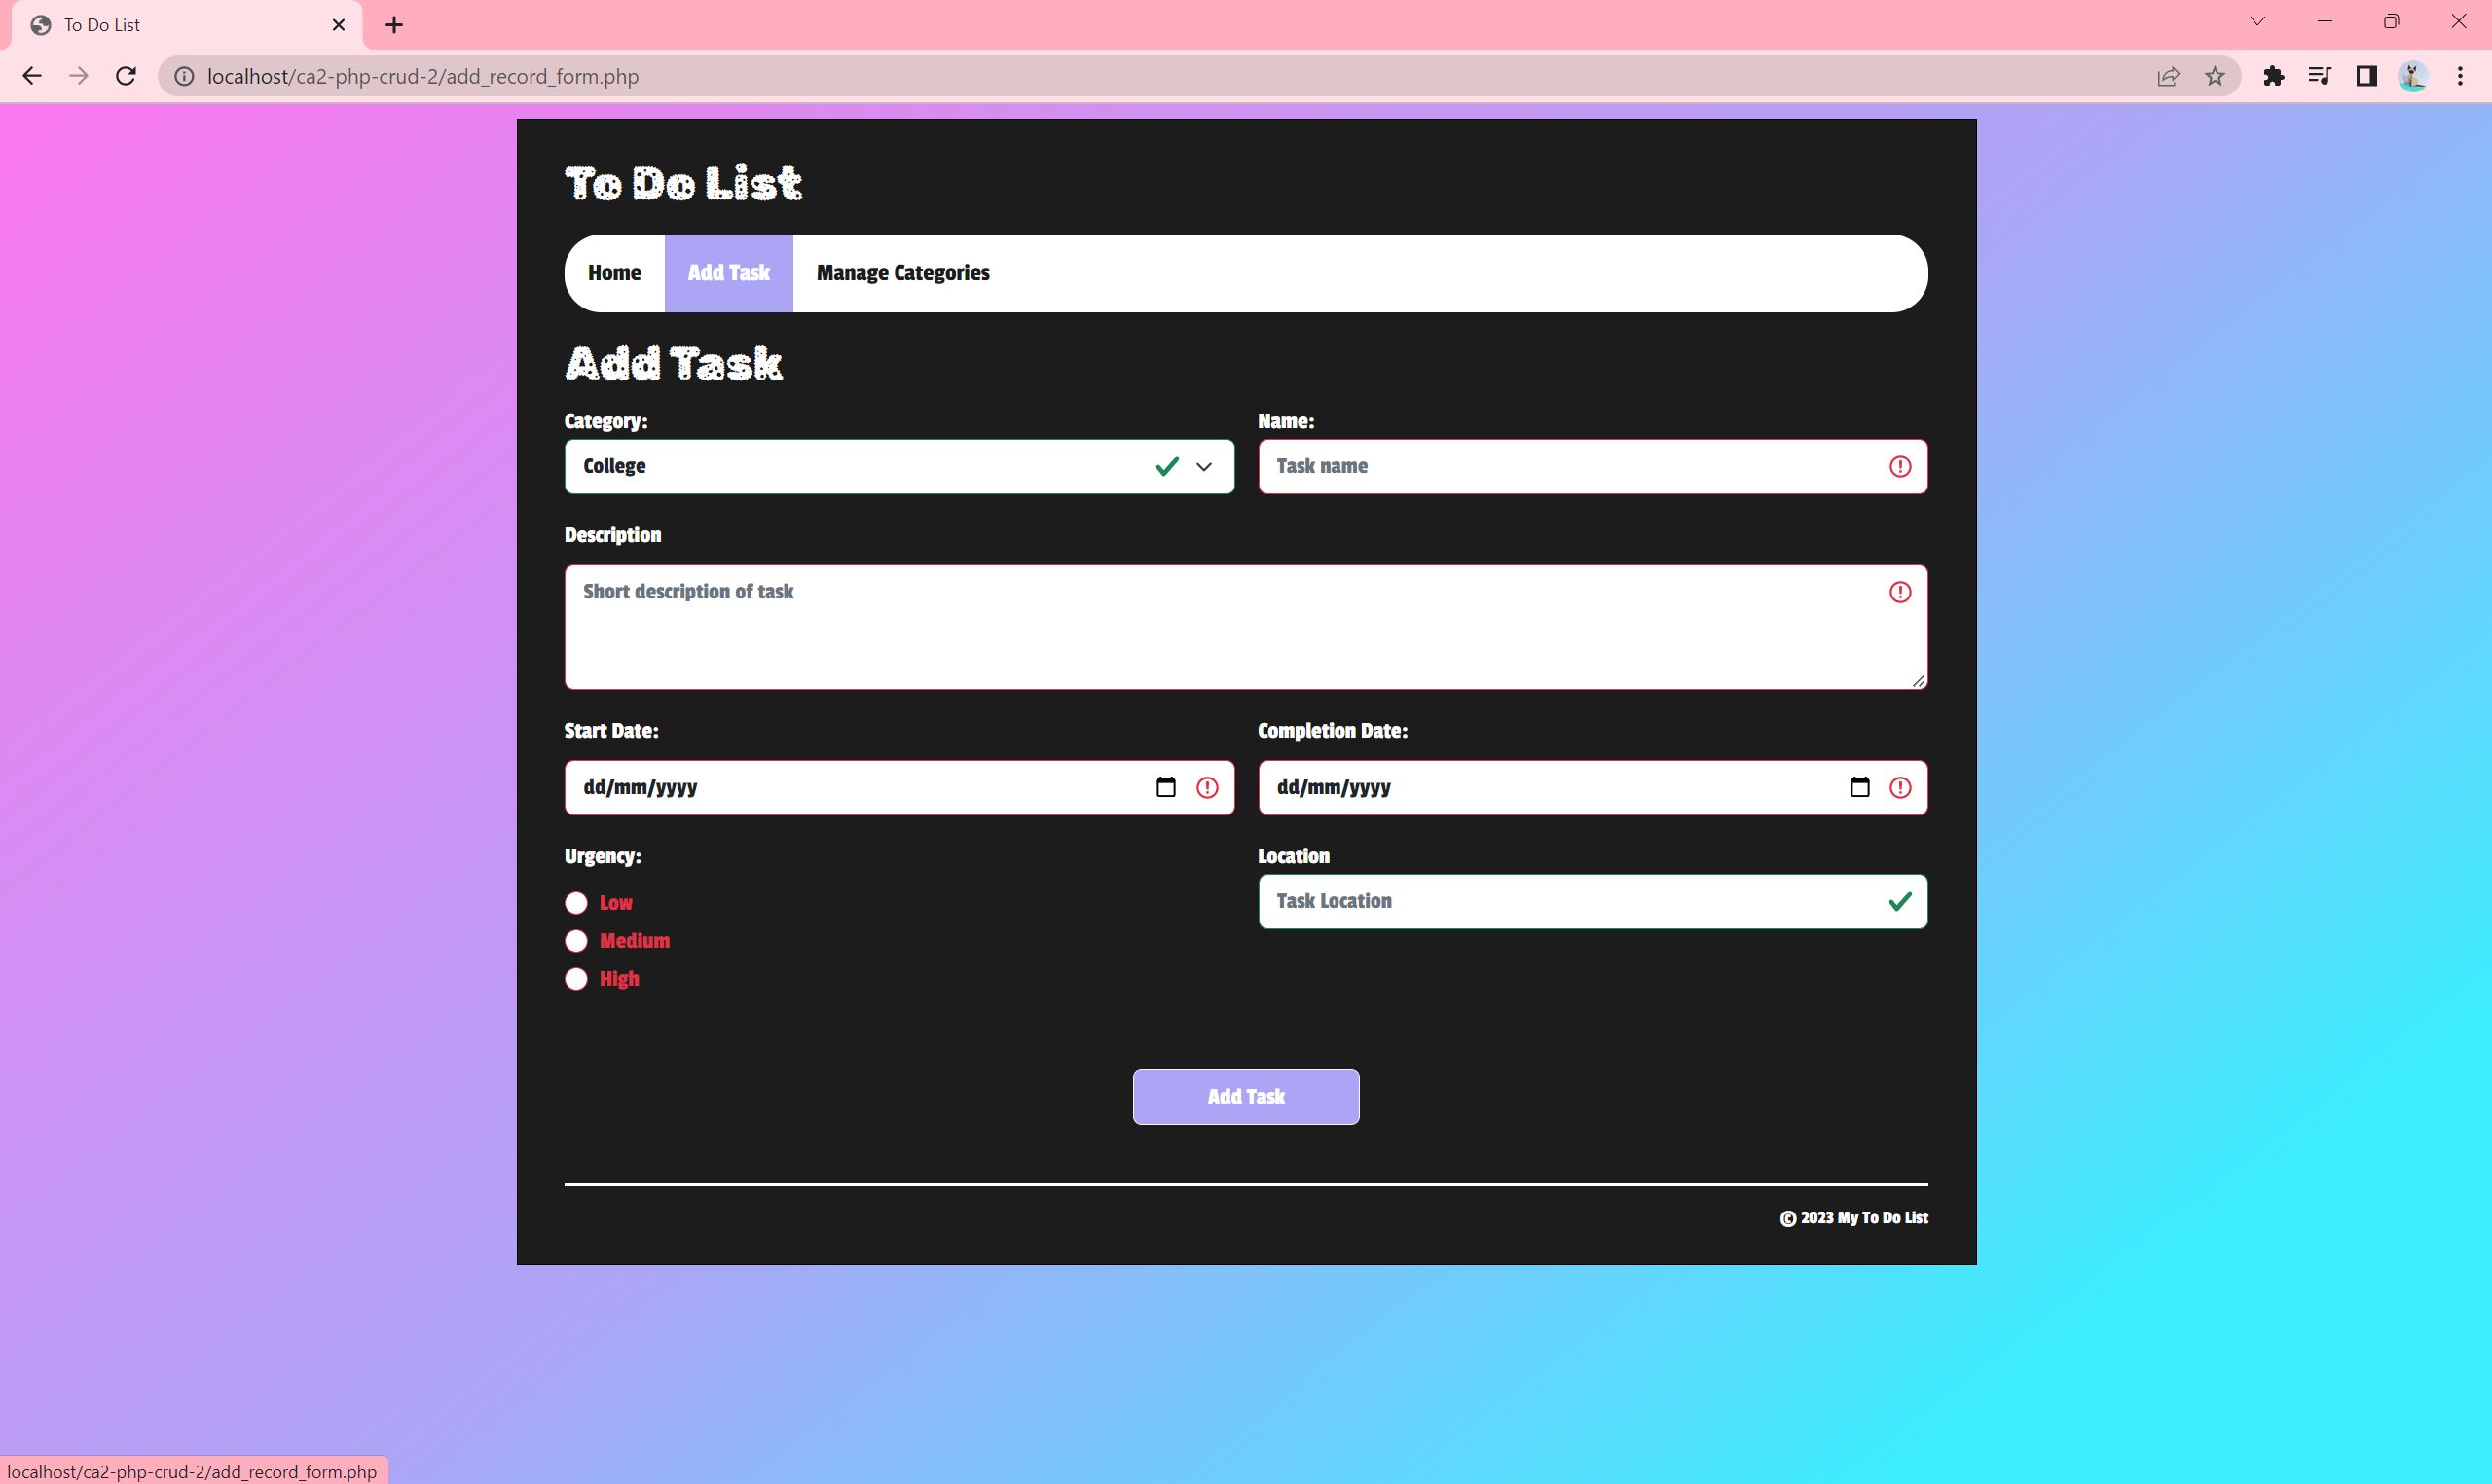 To Do List
localhost/ca2-php-crud-2/add_record_form.php
To Do List
Home Add Task Manage Categories
Add Task
Category: Name:
College Task name
Description
Short description of task
Start Date: Completion Date:
dd/mm/yyyy dd/mm/yyyy
Urgency: Location
Low Task Location
Medium
High
Add Task
© 2023 My To Do List
localhost/ca2-php-crud-2/add_record_form.php